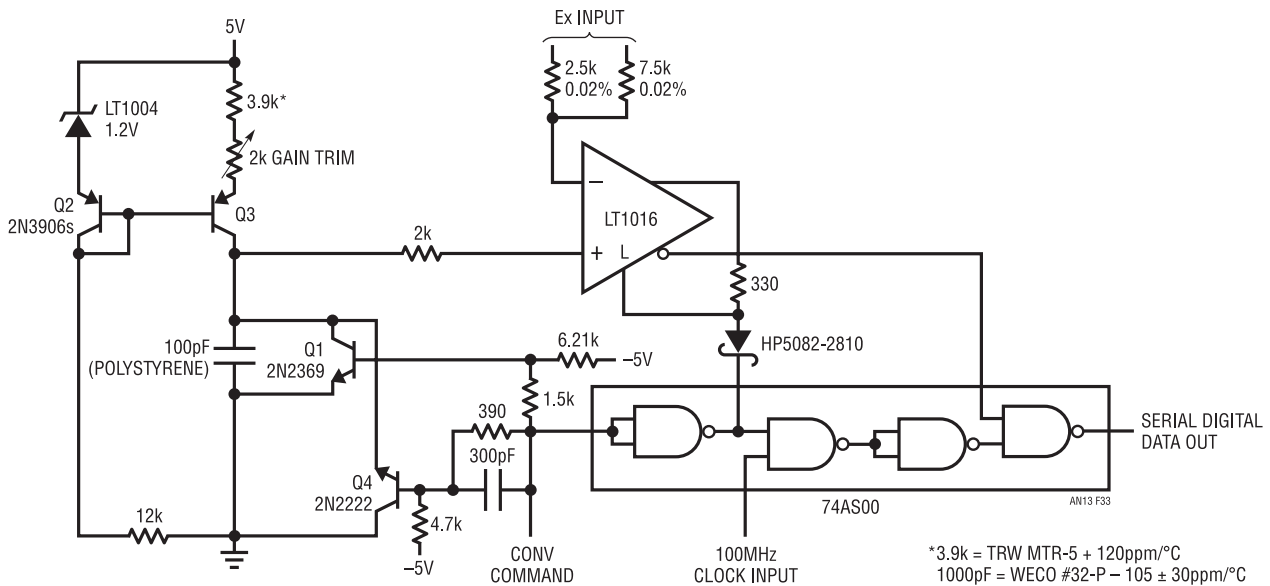 5V
Ex INPUT
2.5k
0.02%
7.5k
0.02%
LT1004
1.2V
3.9k*
2k GAIN TRIM
Q2
2N3906s
Q3
2k
–
+
L
LT1016
330
HP5082-2810
100pF
(POLYSTYRENE)
Q1
2N2369
6.21k
–5V
1.5k
390
300pF
Q4
2N2222
4.7k
–5V
12k
CONV
COMMAND
100MHz
CLOCK INPUT
74AS00
SERIAL DIGITAL
DATA OUT
AN13 F33
*3.9k = TRW MTR-5 + 120ppm/°C
1000pF = WECO #32-P – 105 ± 30ppm/°C